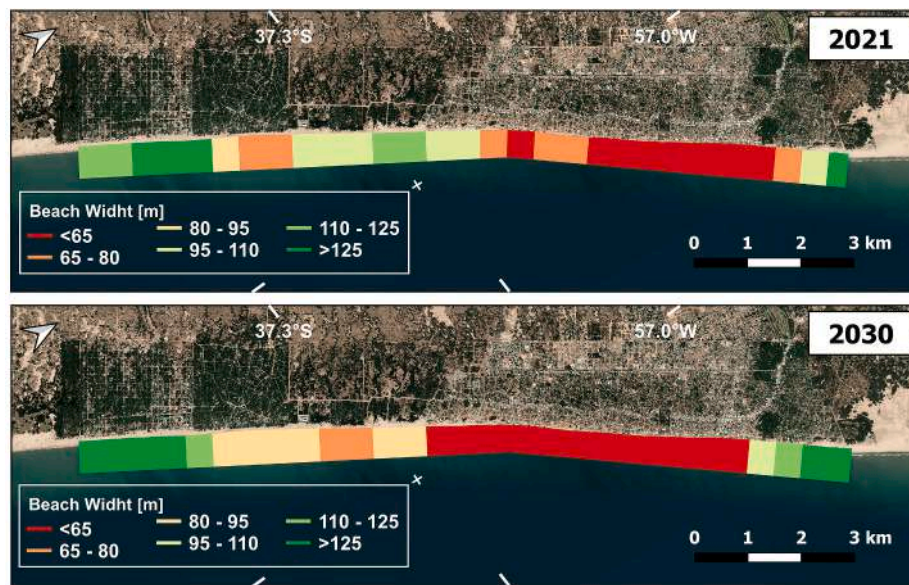 37.3°S
57.0°W
2021
Beach Widht [m]
<65
65 - 80
80 - 95
95 - 110
110 - 125
>125
0 1 2 3 km
37.3°S
57.0°W
2030
Beach Widht [m]
<65
65 - 80
80 - 95
95 - 110
110 - 125
>125
0 1 2 3 km